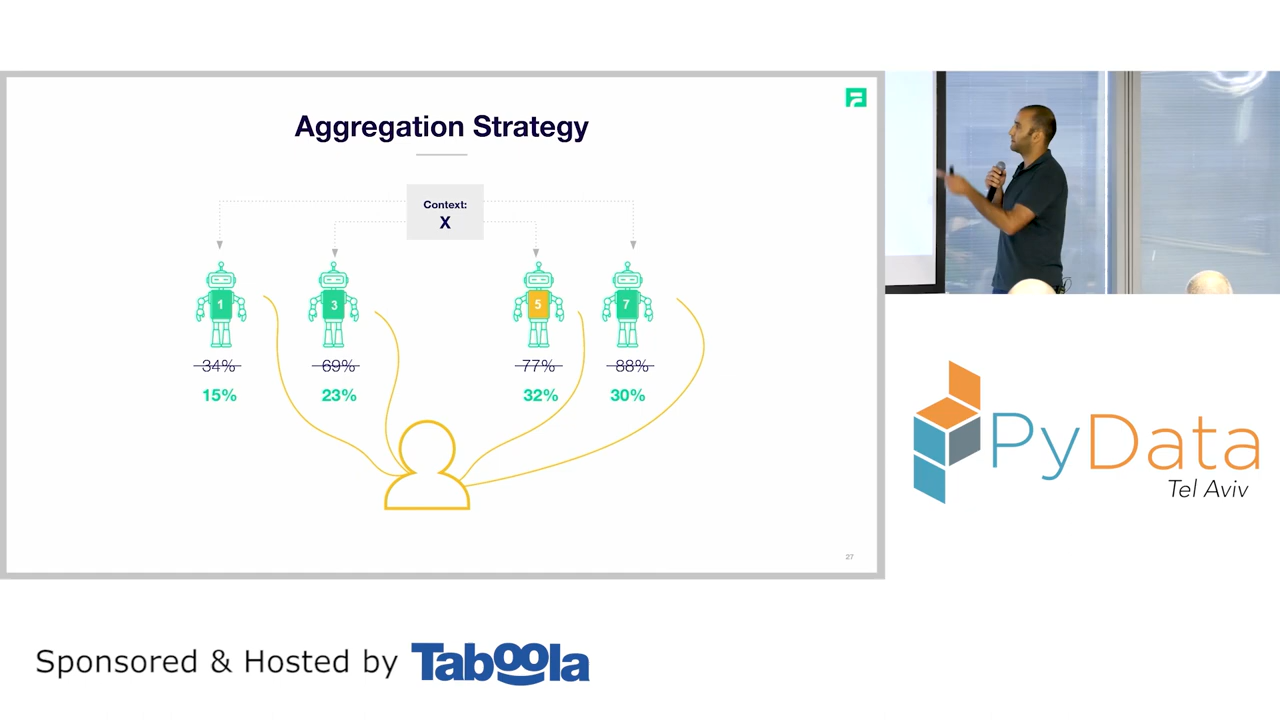 Aggregation Strategy
Context:
X
1
3
5
7
34%
69%
77%
88%
15%
23%
32%
30%
27
PyData
Tel Aviv
Sponsored & Hosted by Taboola